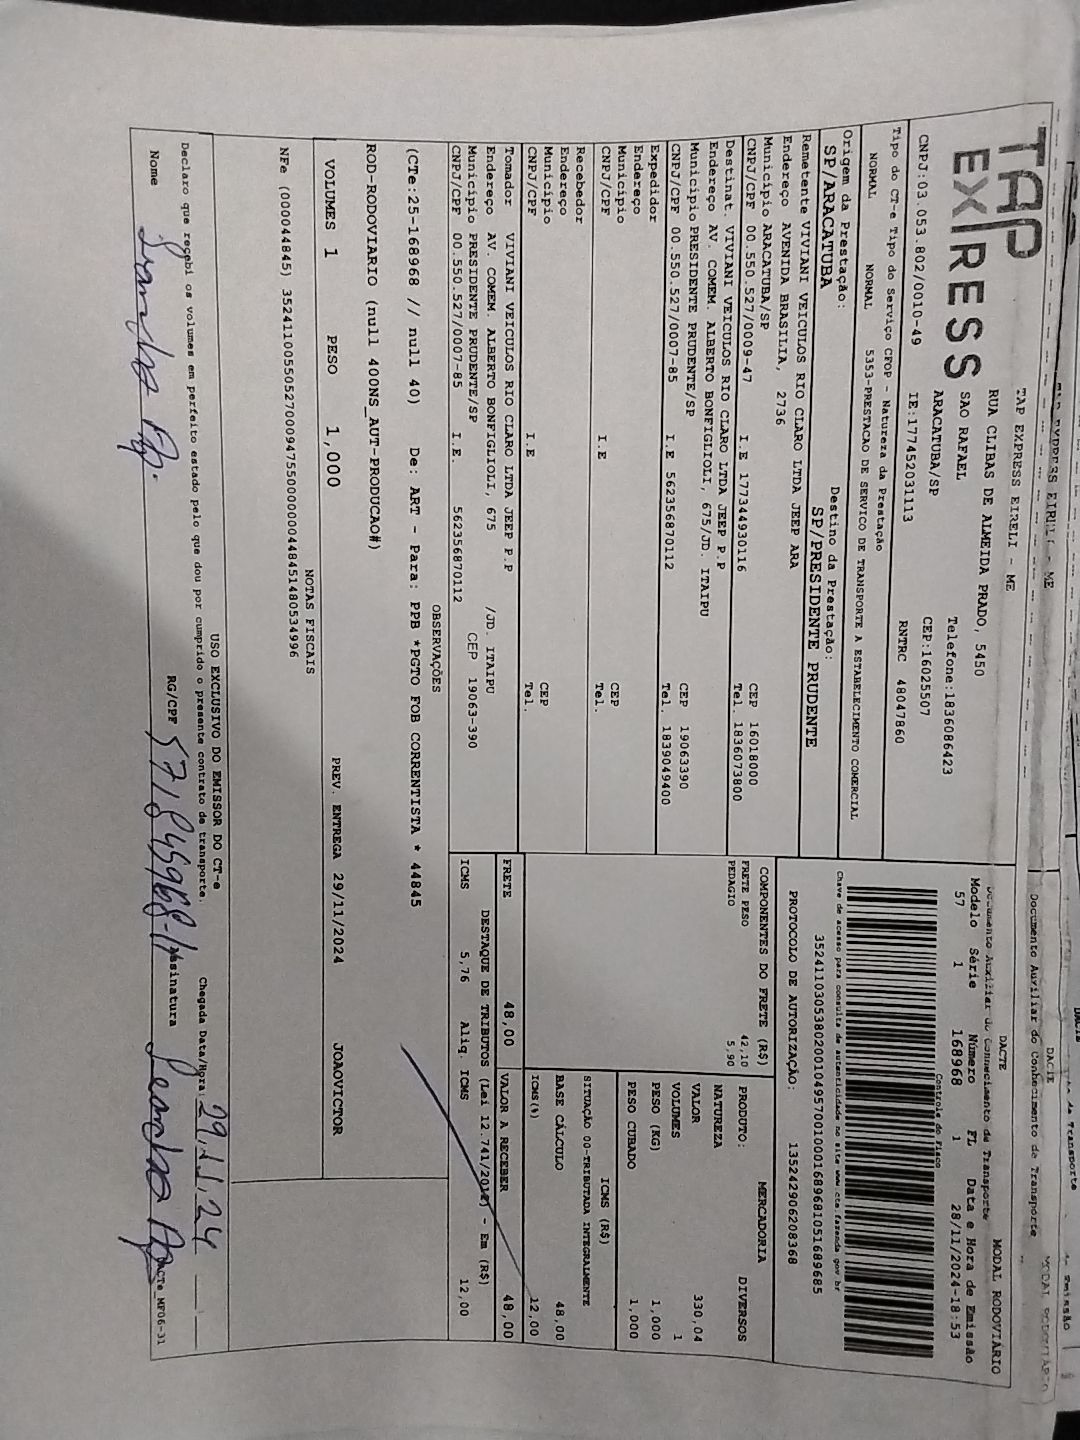 TAP EXPRESS EIRELI - ME
Documento Auxiliar do Conhecimento de Transporte
TAP
EXPRESS
TAP EXPRESS EIRELI - ME
RUA CLIBAS DE ALMEIDA PRADO, 5450
SAO RAFAEL
ARACATUBA/SP
Telefone:1836086423
CEP:16025507
CNPJ:03.053.802/0010-49
IE:177452031113
RNTRC 48047860
DACTE
MODAL RODOVIÁRIO
Documento Auxiliar do Conhecimento de Transporte
Modelo Série Número FL Data e Hora de Emissão
57 1 168968 1 28/11/2024-18:53
Controle do Fisco
Tipo do CT-e Tipo do Serviço CFOP - Natureza da Prestação
NORMAL NORMAL 5353-PRESTACAO DE SERVICO DE TRANSPORTE A ESTABELECIMENTO COMERCIAL
Chave de acesso para consulta de autenticidade no site www.cte.fazenda.gov.br
35241103053802001049570010001689681051689685
PROTOCOLO DE AUTORIZAÇÃO: 135242906208368
Origem da Prestação: Destino da Prestação:
SP/ARACATUBA SP/PRESIDENTE PRUDENTE
Remetente VIVIANI VEICULOS RIO CLARO LTDA JEEP ARA
Endereço AVENIDA BRASILIA, 2736
Município ARACATUBA/SP CEP 16018000
CNPJ/CPF 00.550.527/0009-47 I.E 177344930116 Tel. 1836073800
Destinat. VIVIANI VEICULOS RIO CLARO LTDA JEEP P.P
Endereço AV. COMEM. ALBERTO BONFIGLIOLI, 675/JD. ITAIPU
Município PRESIDENTE PRUDENTE/SP CEP 19063390
CNPJ/CPF 00.550.527/0007-85 I.E 562356870112 Tel. 1839049400
Expedidor
Endereço
Município CEP
CNPJ/CPF I.E Tel.
Recebedor
Endereço
Município CEP
CNPJ/CPF I.E Tel.
Tomador VIVIANI VEICULOS RIO CLARO LTDA JEEP P.P
Endereço AV. COMEM. ALBERTO BONFIGLIOLI, 675 /JD. ITAIPU
Município PRESIDENTE PRUDENTE/SP CEP 19063-390
CNPJ/CPF 00.550.527/0007-85 I.E. 562356870112
COMPONENTES DO FRETE (R$)
FRETE PESO 42,10
PEDAGIO 5,90
MERCADORIA
PRODUTO: DIVERSOS
NATUREZA
VALOR 330,04
VOLUMES 1
PESO (KG) 1,000
PESO CUBADO 1,000
ICMS (R$)
SITUAÇÃO 00-TRIBUTADA INTEGRALMENTE
BASE CÁLCULO 48,00
ICMS(%) 12,00
FRETE 48,00 VALOR A RECEBER 48,00
DESTAQUE DE TRIBUTOS (Lei 12.741/2012) - Em (R$)
ICMS 5,76 Aliq. ICMS 12,00
OBSERVAÇÕES
(CTe:25-168968 // null 40) De: ART - Para: PPB *PGTO FOB CORRENTISTA * 44845
ROD-RODOVIARIO (null 400NS_AUT-PRODUCAO#)
VOLUMES 1 PESO 1,000 PREV. ENTREGA 29/11/2024 JOAOVICTOR
NOTAS FISCAIS
NFe (000044845) 35241100550527000947550000000448451480534996
USO EXCLUSIVO DO EMISSOR DO CT-e
Declaro que recebi os volumes em perfeito estado pelo que dou por cumprido o presente contrato de transporte. Chegada Data/Hora: 29.11.24
Nome RG/CPF Assinatura
DACTe MF06-31